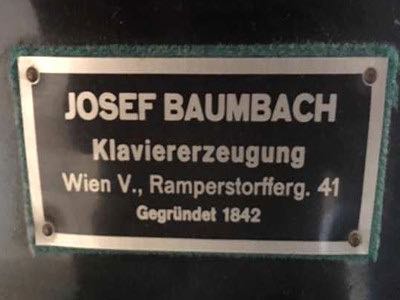 JOSEF BAUMBACH
Klaviererzeugung
Wien V., Ramperstorfferg. 41
Gegründet 1842